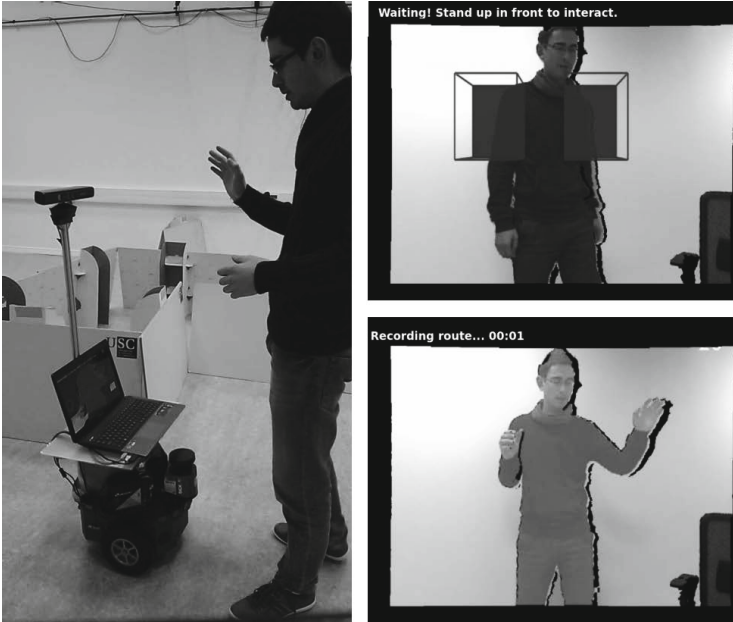 Waiting! Stand up in front to interact.
Recording route... 00:01
USC